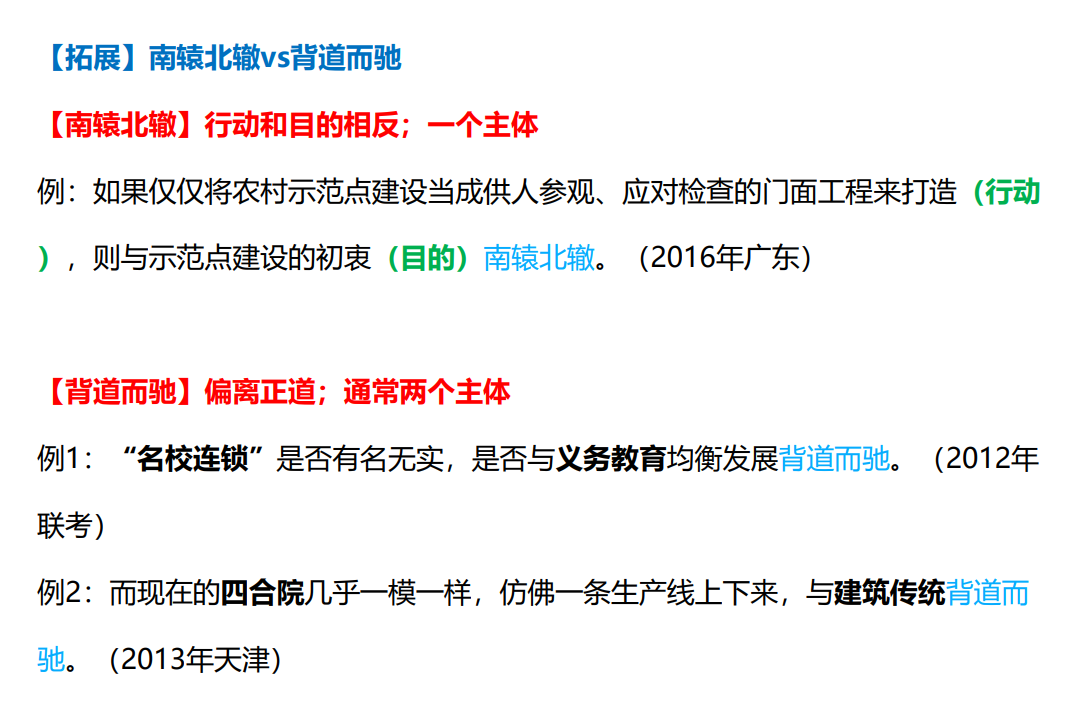 【拓展】南辕北辙vs背道而驰
【南辕北辙】行动和目的相反；一个主体
例：如果仅仅将农村示范点建设当成供人参观、应对检查的门面工程来打造（行动
），则与示范点建设的初衷（目的）南辕北辙。（2016年广东）
【背道而驰】偏离正道；通常两个主体
例1：“名校连锁”是否有名无实，是否与义务教育均衡发展背道而驰。（2012年
联考）
例2：而现在的四合院几乎一模一样，仿佛一条生产线上下来，与建筑传统背道而
驰。（2013年天津）